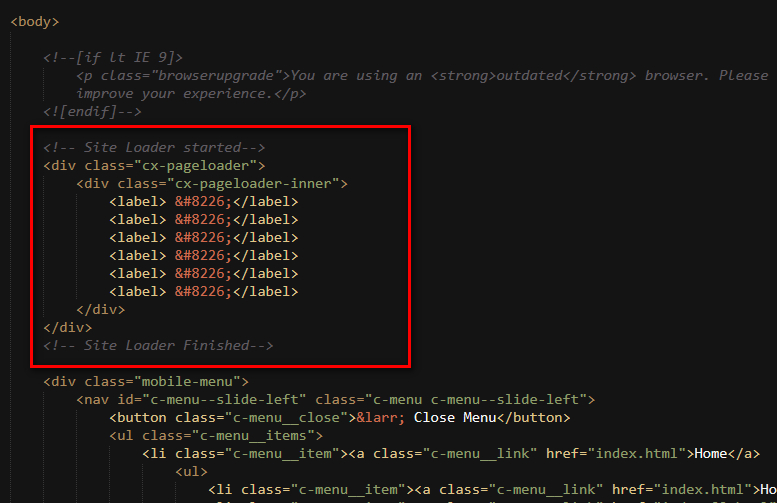 <body>
<!--[if lt IE 9]>
<p class="browserupgrade">You are using an <strong>outdated</strong> browser. Please
improve your experience.</p>
<![endif]-->
<!-- Site Loader started-->
<div class="cx-pageloader">
<div class="cx-pageloader-inner">
<label> &#8226;</label>
<label> &#8226;</label>
<label> &#8226;</label>
<label> &#8226;</label>
<label> &#8226;</label>
<label> &#8226;</label>
</div>
</div>
<!-- Site Loader Finished-->
<div class="mobile-menu">
<nav id="c-menu--slide-left" class="c-menu c-menu--slide-left">
<button class="c-menu__close">&larr; Close Menu</button>
<ul class="c-menu__items">
<li class="c-menu__item"><a class="c-menu__link" href="index.html">Home</a>
<ul>
<li class="c-menu__item"><a class="c-menu__link" href="index.html">Ho